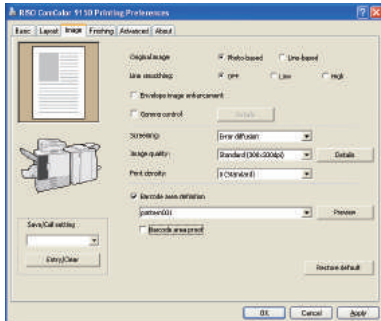 RISO ComColor 9150 Printing Preferences
Basic Layout Image Finishing Advanced About
Original image: Photo-based Line-based
Line smoothing: OFF Low High
Envelope image enhancement
Gamma control Details
Screening: Error diffusion
Image quality: Standard (300x300dpi) Details
Print density: 3 (Standard)
Barcode area definition
pattern001 Preview
Save/Call setting
Barcode area proof
Entry/Clear
Restore default
OK Cancel Apply